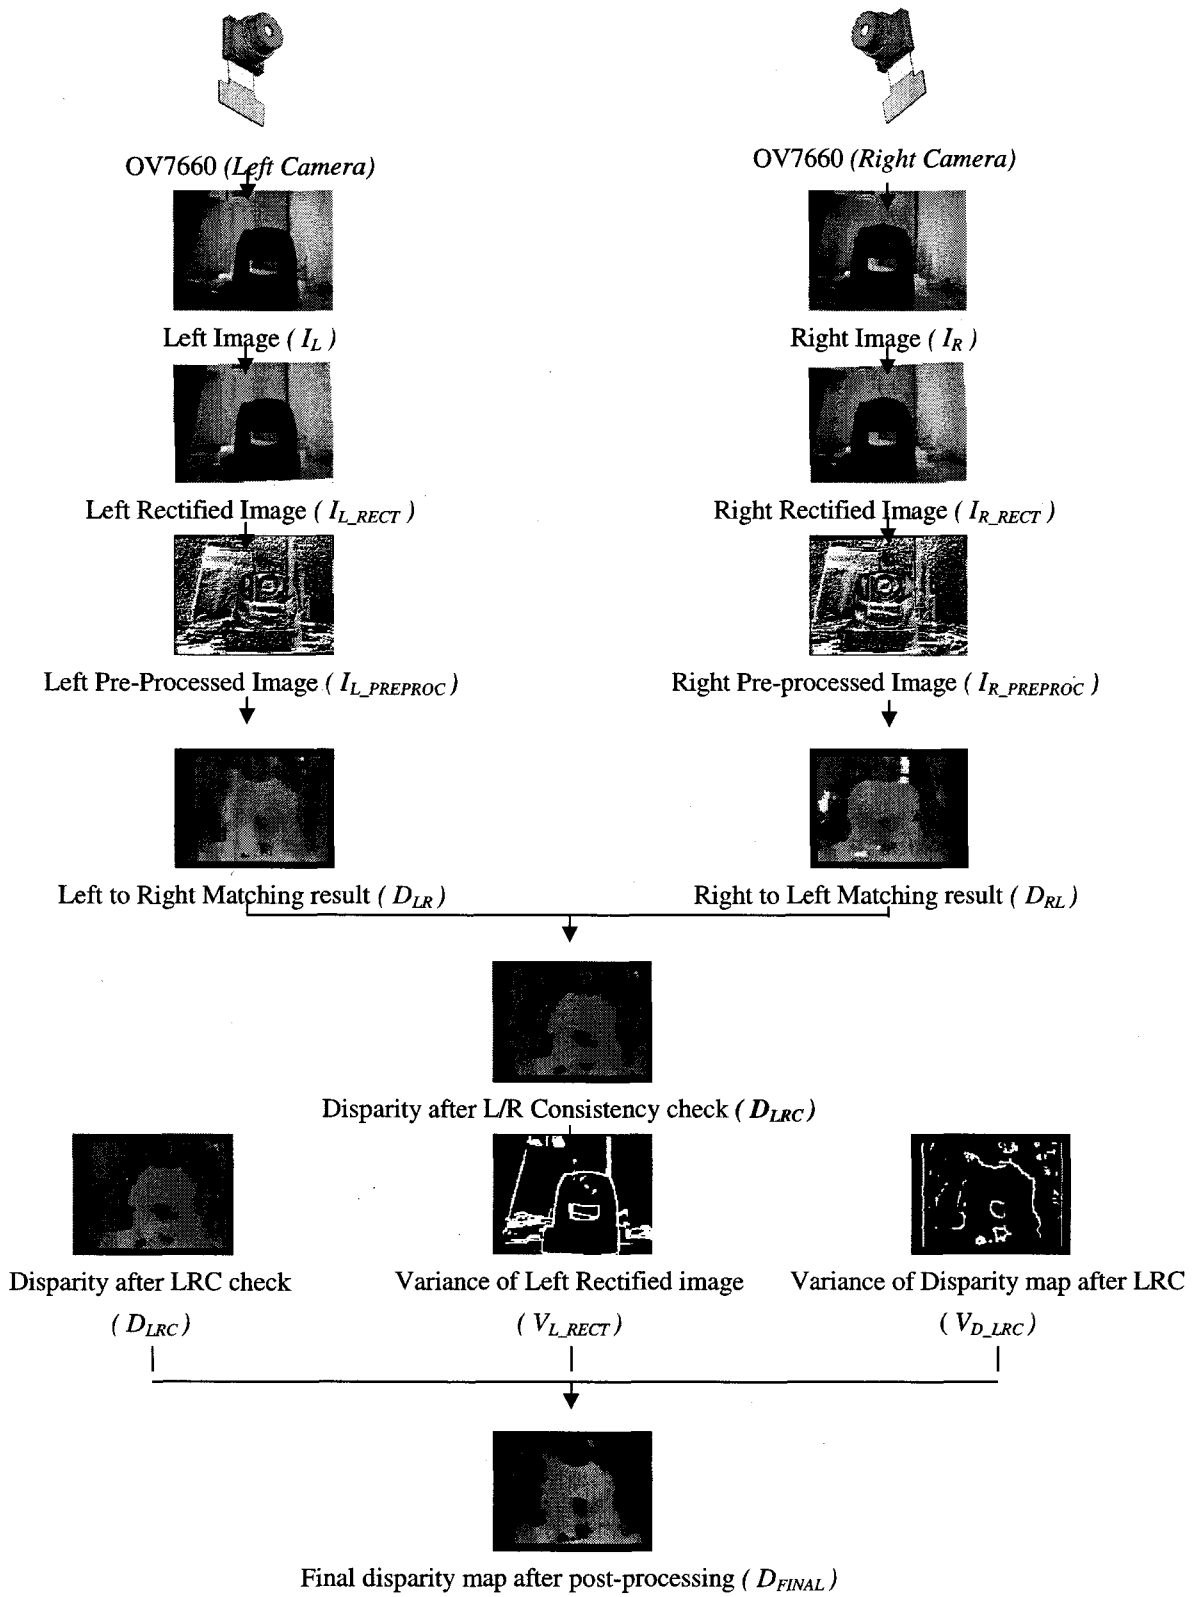 OV7660 (Left Camera)
OV7660 (Right Camera)
Left Image ( I_L )
Right Image ( I_R )
Left Rectified Image ( I_L_RECT )
Right Rectified Image ( I_R_RECT )
Left Pre-Processed Image ( I_L_PREPROC )
Right Pre-processed Image ( I_R_PREPROC )
Left to Right Matching result ( D_LR )
Right to Left Matching result ( D_RL )
Disparity after L/R Consistency check ( D_LRC )
Disparity after LRC check
( D_LRC )
Variance of Left Rectified image
( V_L_RECT )
Variance of Disparity map after LRC
( V_D_LRC )
Final disparity map after post-processing ( D_FINAL )